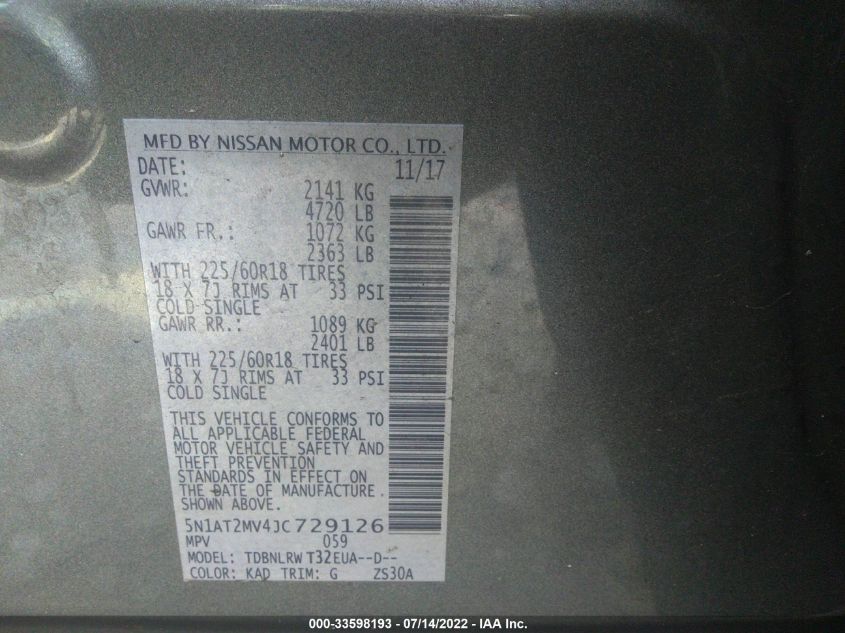 MFD BY NISSAN MOTOR CO., LTD.
DATE: 11/17
GVWR: 2141 KG
4720 LB
GAWR FR.: 1072 KG
2363 LB
WITH 225/60R18 TIRES
18 X 7J RIMS AT 33 PSI
COLD SINGLE
GAWR RR.: 1089 KG
2401 LB
WITH 225/60R18 TIRES
18 X 7J RIMS AT 33 PSI
COLD SINGLE
THIS VEHICLE CONFORMS TO
ALL APPLICABLE FEDERAL
MOTOR VEHICLE SAFETY AND
THEFT PREVENTION
STANDARDS IN EFFECT ON
THE DATE OF MANUFACTURE
SHOWN ABOVE.
5N1AT2MV4JC729126
MPV 059
MODEL: TDBNLRW T32EUA--D--
COLOR: KAD TRIM: G ZS30A
000-33598193 - 07/14/2022 - IAA Inc.